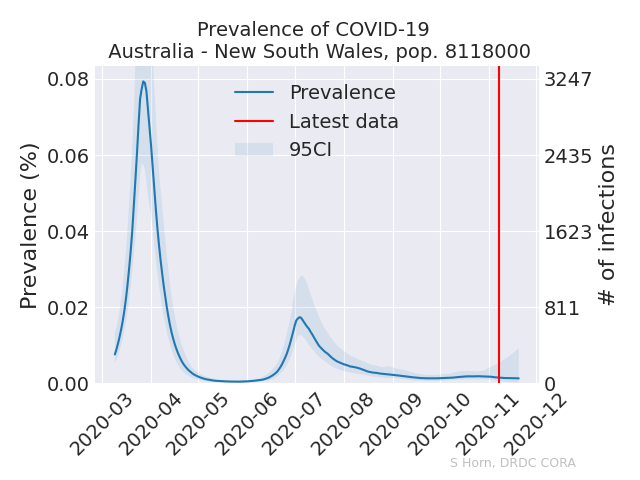 Prevalence of COVID-19
Australia - New South Wales, pop. 8118000
Prevalence (%)
0.08
0.06
0.04
0.02
0.00
Prevalence
Latest data
95CI
3247
2435
1623
811
0
# of infections
2020-03
2020-04
2020-05
2020-06
2020-07
2020-08
2020-09
2020-10
2020-11
2020-12
S Horn, DRDC CORA